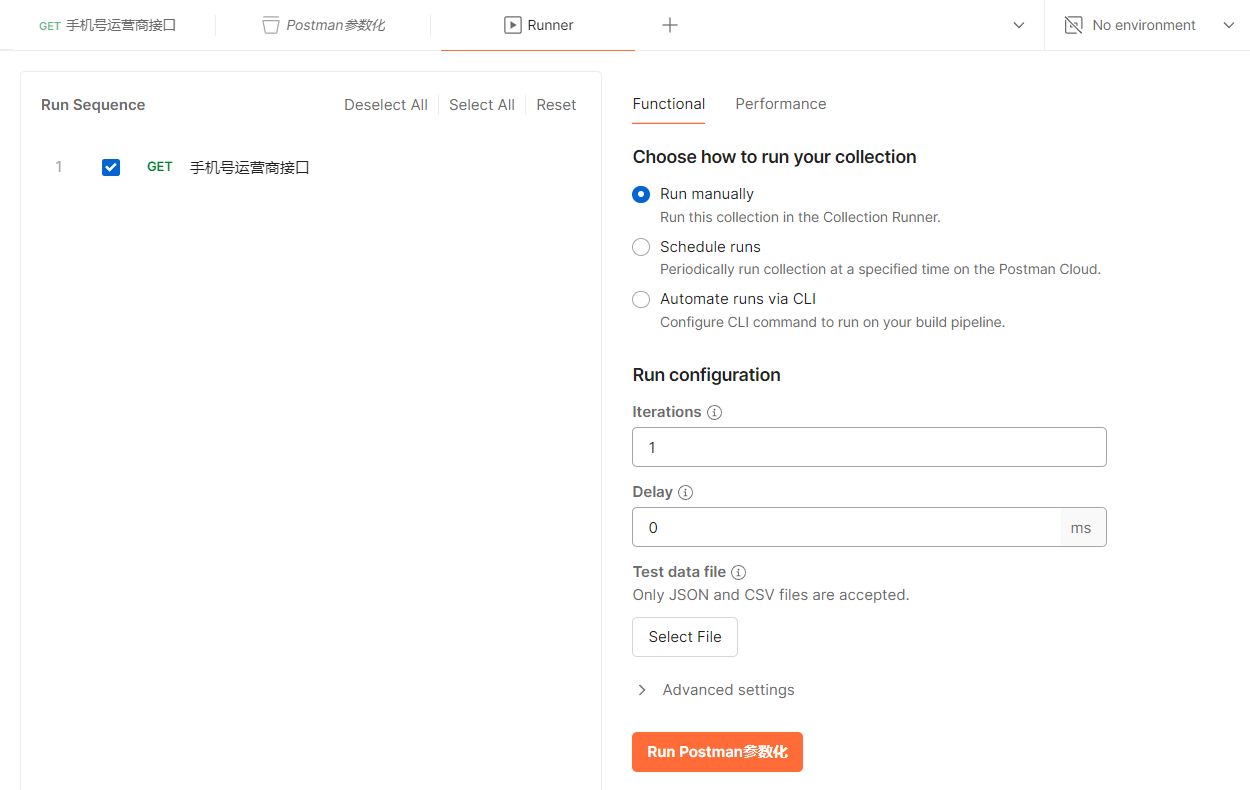 GET 手机号运营商接口
Postman参数化
Runner
No environment
Run Sequence
Deselect All
Select All
Reset
1
GET
手机号运营商接口
Functional
Performance
Choose how to run your collection
Run manually
Run this collection in the Collection Runner.
Schedule runs
Periodically run collection at a specified time on the Postman Cloud.
Automate runs via CLI
Configure CLI command to run on your build pipeline.
Run configuration
Iterations
1
Delay
0
ms
Test data file
Only JSON and CSV files are accepted.
Select File
Advanced settings
Run Postman参数化